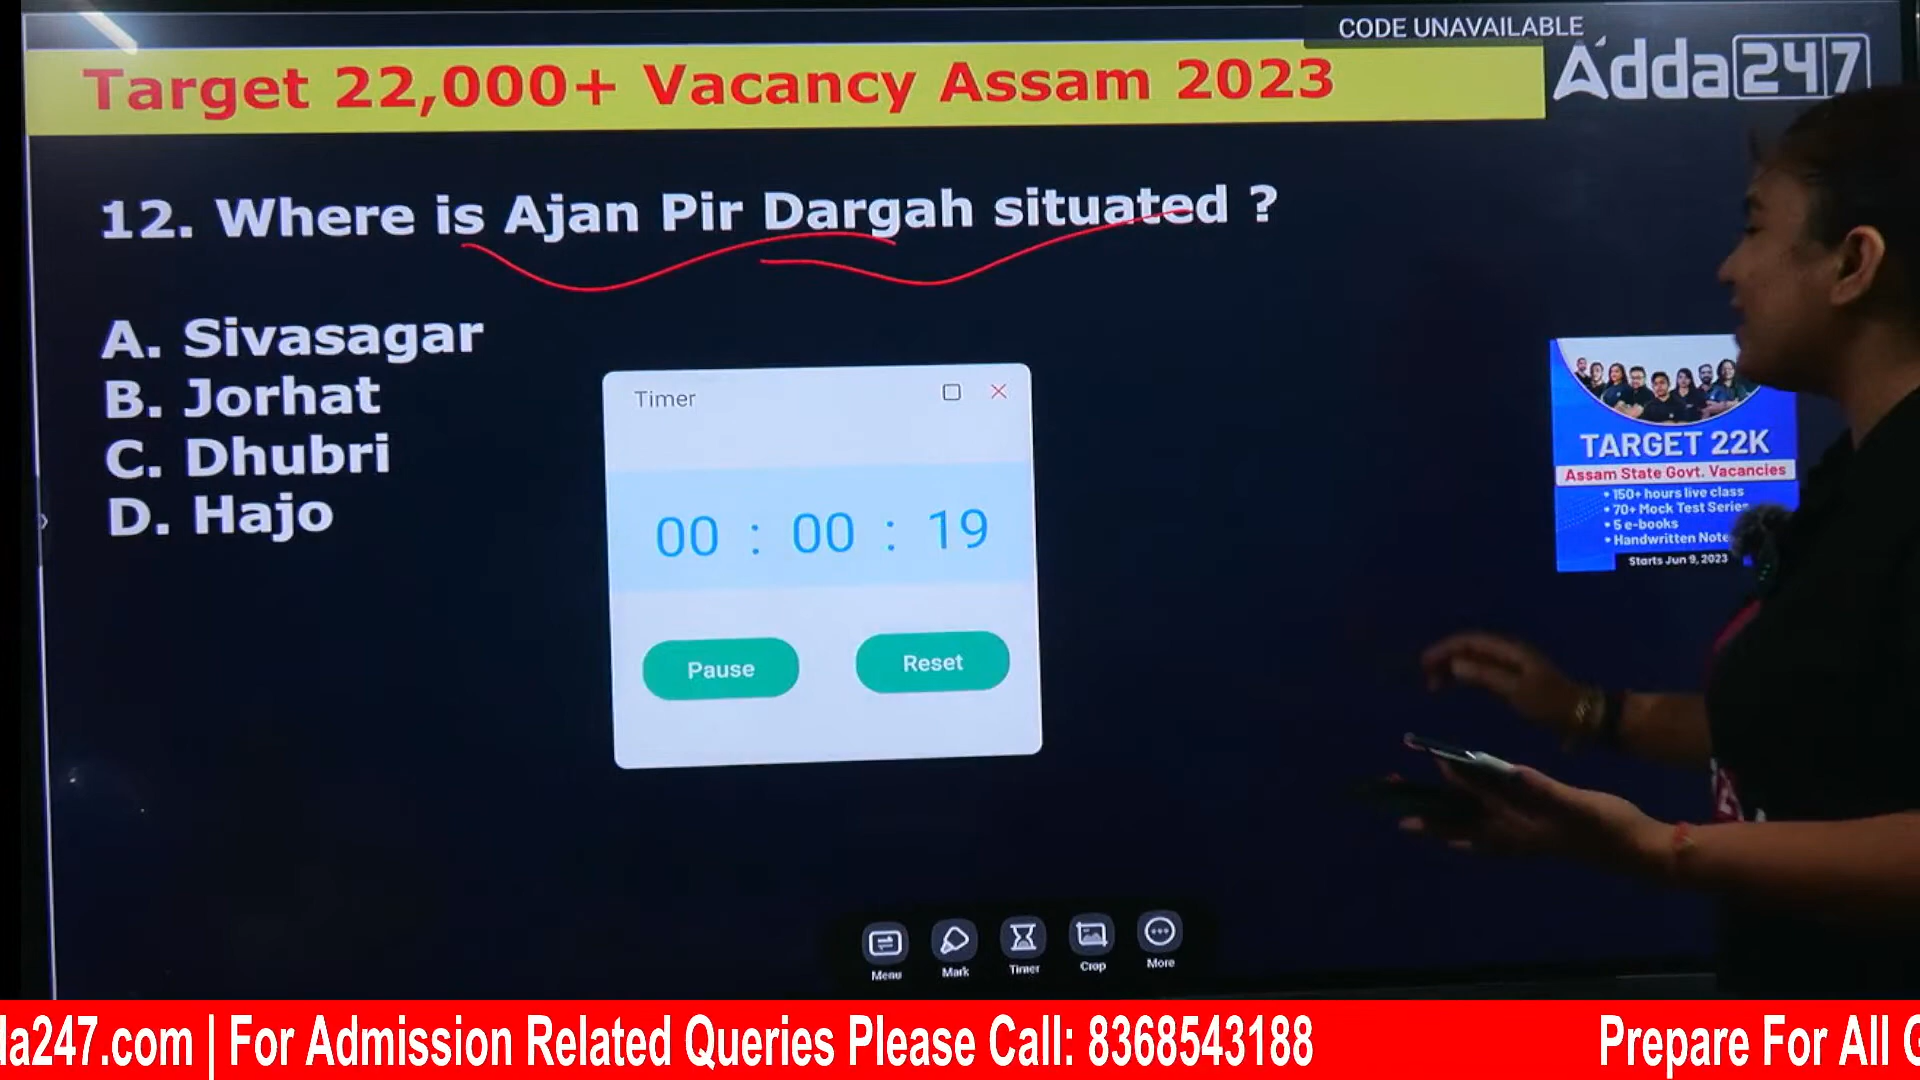 CODE UNAVAILABLE
Adda247
Target 22,000+ Vacancy Assam 2023
12. Where is Ajan Pir Dargah situated ?
A. Sivasagar
B. Jorhat
C. Dhubri
D. Hajo
Timer
00 : 00 : 19
Pause
Reset
TARGET 22K
Assam State Govt. Vacancies
• 150+ hours live class
• 70+ Mock Test Series
• 5 e-books
• Handwritten Note
Starts Jun 9, 2023
Menu
Mark
Timer
Crop
More
da247.com | For Admission Related Queries Please Call: 8368543188
Prepare For All G